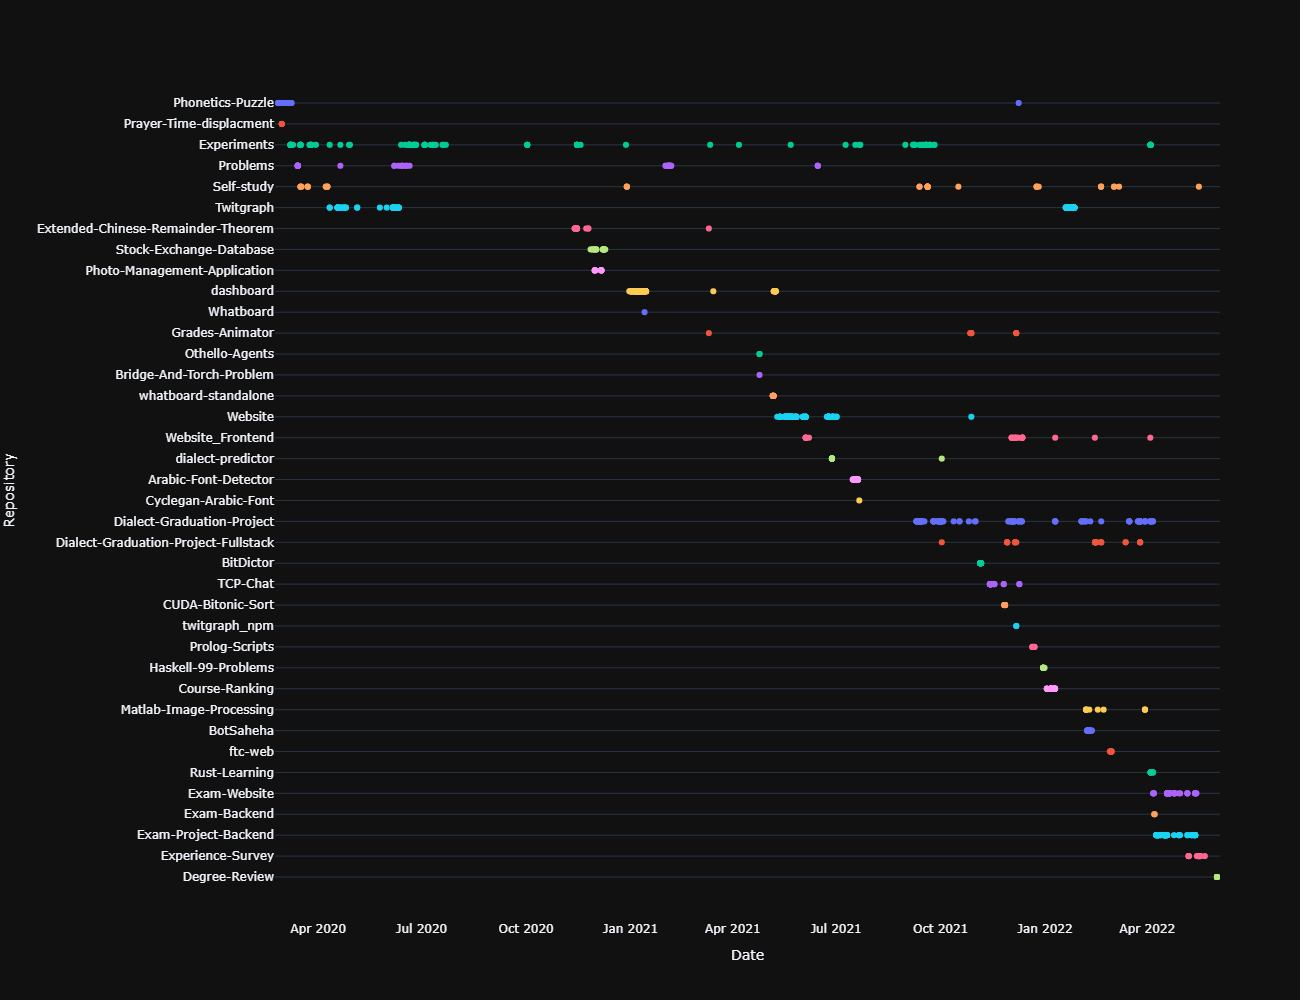 Phonetics-Puzzle
Prayer-Time-displacment
Experiments
Problems
Self-study
Twitgraph
Extended-Chinese-Remainder-Theorem
Stock-Exchange-Database
Photo-Management-Application
dashboard
Whatboard
Grades-Animator
Othello-Agents
Bridge-And-Torch-Problem
whatboard-standalone
Website
Website_Frontend
dialect-predictor
Arabic-Font-Detector
Cyclegan-Arabic-Font
Dialect-Graduation-Project
Dialect-Graduation-Project-Fullstack
BitDictor
TCP-Chat
CUDA-Bitonic-Sort
twitgraph_npm
Prolog-Scripts
Haskell-99-Problems
Course-Ranking
Matlab-Image-Processing
BotSaheha
ftc-web
Rust-Learning
Exam-Website
Exam-Backend
Exam-Project-Backend
Experience-Survey
Degree-Review
Repository
Apr 2020 Jul 2020 Oct 2020 Jan 2021 Apr 2021 Jul 2021 Oct 2021 Jan 2022 Apr 2022
Date